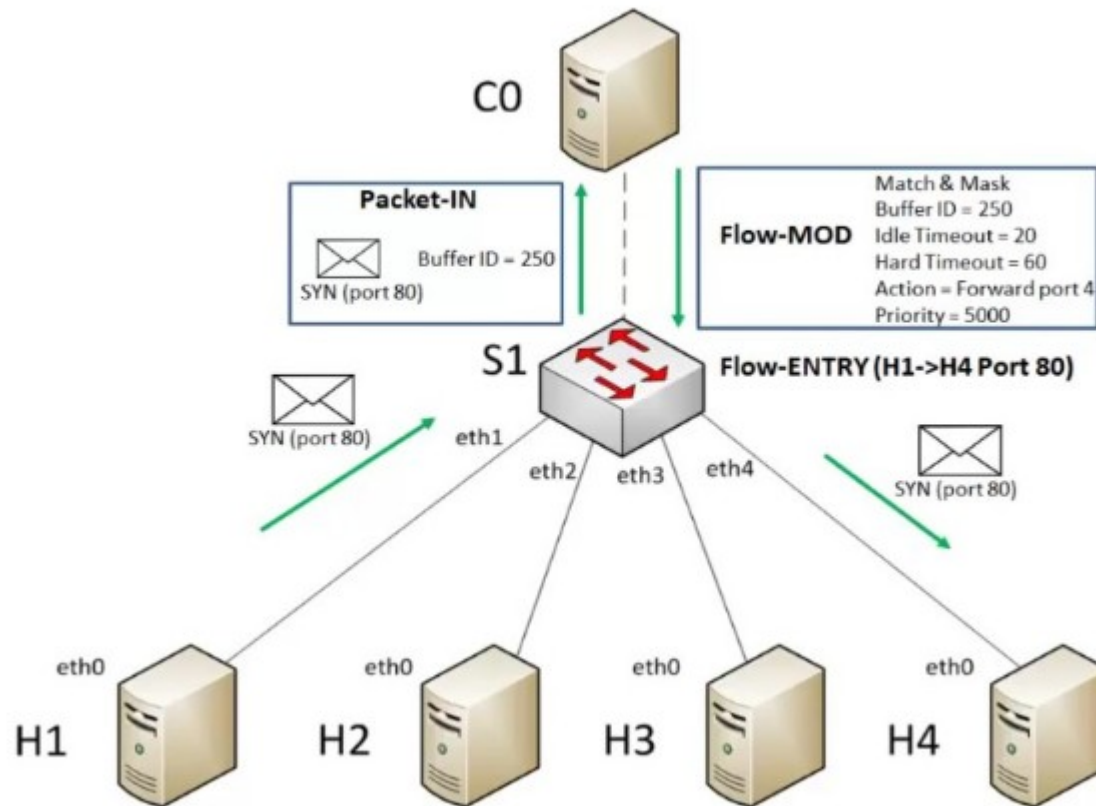 C0
Packet-IN
Buffer ID = 250
SYN (port 80)
Flow-MOD
Match & Mask
Buffer ID = 250
Idle Timeout = 20
Hard Timeout = 60
Action = Forward port 4
Priority = 5000
S1
Flow-ENTRY (H1->H4 Port 80)
SYN (port 80)
eth1
eth2
eth3
eth4
SYN (port 80)
eth0
eth0
eth0
eth0
H1
H2
H3
H4